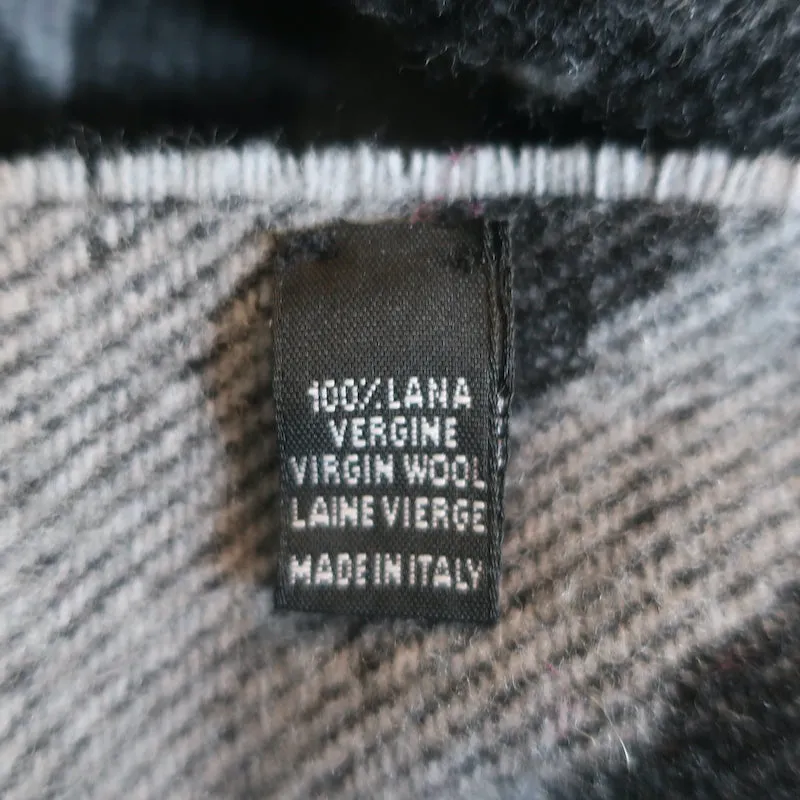 100% LANA
VERGINE
VIRGIN WOOL
LAINE VIERGE
MADE IN ITALY